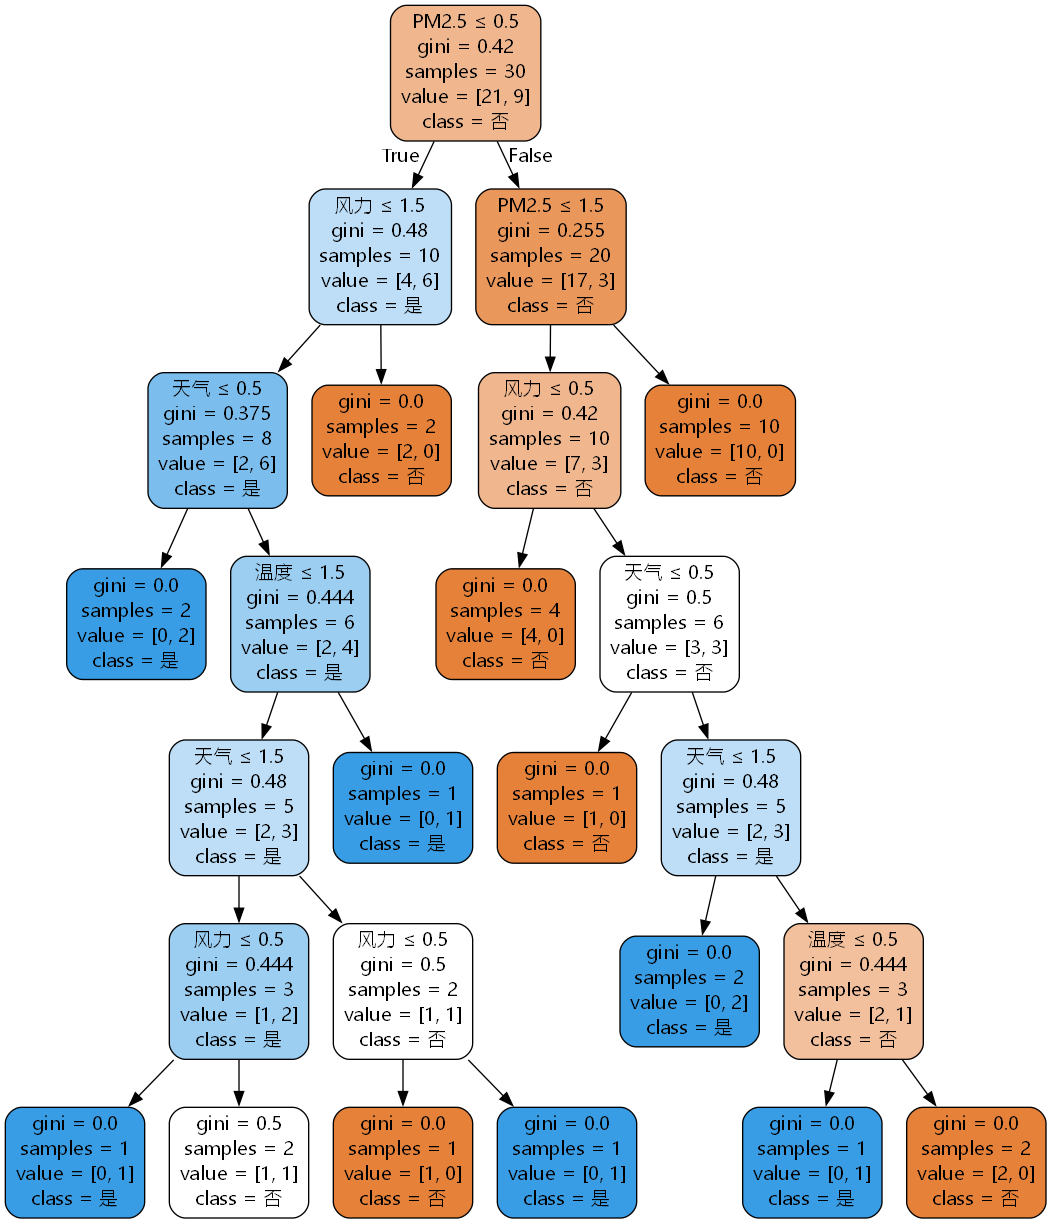 PM2.5 ≤ 0.5
gini = 0.42
samples = 30
value = [21, 9]
class = 否
True
False
风力 ≤ 1.5
gini = 0.48
samples = 10
value = [4, 6]
class = 是
PM2.5 ≤ 1.5
gini = 0.255
samples = 20
value = [17, 3]
class = 否
天气 ≤ 0.5
gini = 0.375
samples = 8
value = [2, 6]
class = 是
gini = 0.0
samples = 2
value = [2, 0]
class = 否
风力 ≤ 0.5
gini = 0.42
samples = 10
value = [7, 3]
class = 否
gini = 0.0
samples = 10
value = [10, 0]
class = 否
gini = 0.0
samples = 2
value = [0, 2]
class = 是
温度 ≤ 1.5
gini = 0.444
samples = 6
value = [2, 4]
class = 是
gini = 0.0
samples = 4
value = [4, 0]
class = 否
天气 ≤ 0.5
gini = 0.5
samples = 6
value = [3, 3]
class = 否
天气 ≤ 1.5
gini = 0.48
samples = 5
value = [2, 3]
class = 是
gini = 0.0
samples = 1
value = [0, 1]
class = 是
gini = 0.0
samples = 1
value = [1, 0]
class = 否
天气 ≤ 1.5
gini = 0.48
samples = 5
value = [2, 3]
class = 是
风力 ≤ 0.5
gini = 0.444
samples = 3
value = [1, 2]
class = 是
风力 ≤ 0.5
gini = 0.5
samples = 2
value = [1, 1]
class = 否
gini = 0.0
samples = 2
value = [0, 2]
class = 是
温度 ≤ 0.5
gini = 0.444
samples = 3
value = [2, 1]
class = 否
gini = 0.0
samples = 1
value = [0, 1]
class = 是
gini = 0.5
samples = 2
value = [1, 1]
class = 否
gini = 0.0
samples = 1
value = [1, 0]
class = 否
gini = 0.0
samples = 1
value = [0, 1]
class = 是
gini = 0.0
samples = 1
value = [0, 1]
class = 是
gini = 0.0
samples = 2
value = [2, 0]
class = 否